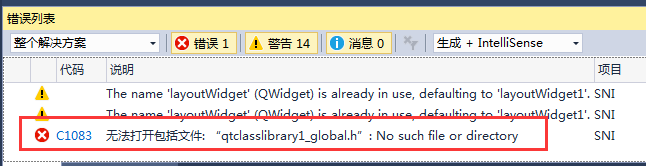 错误列表
整个解决方案 错误 1 警告 14 消息 0 生成 + IntelliSense
代码 说明 项目
The name 'layoutWidget' (QWidget) is already in use, defaulting to 'layoutWidget1'. SNI
The name 'layoutWidget' (QWidget) is already in use, defaulting to 'layoutWidget1'. SNI
C1083 无法打开包括文件: “qtclasslibrary1_global.h”: No such file or directory SNI